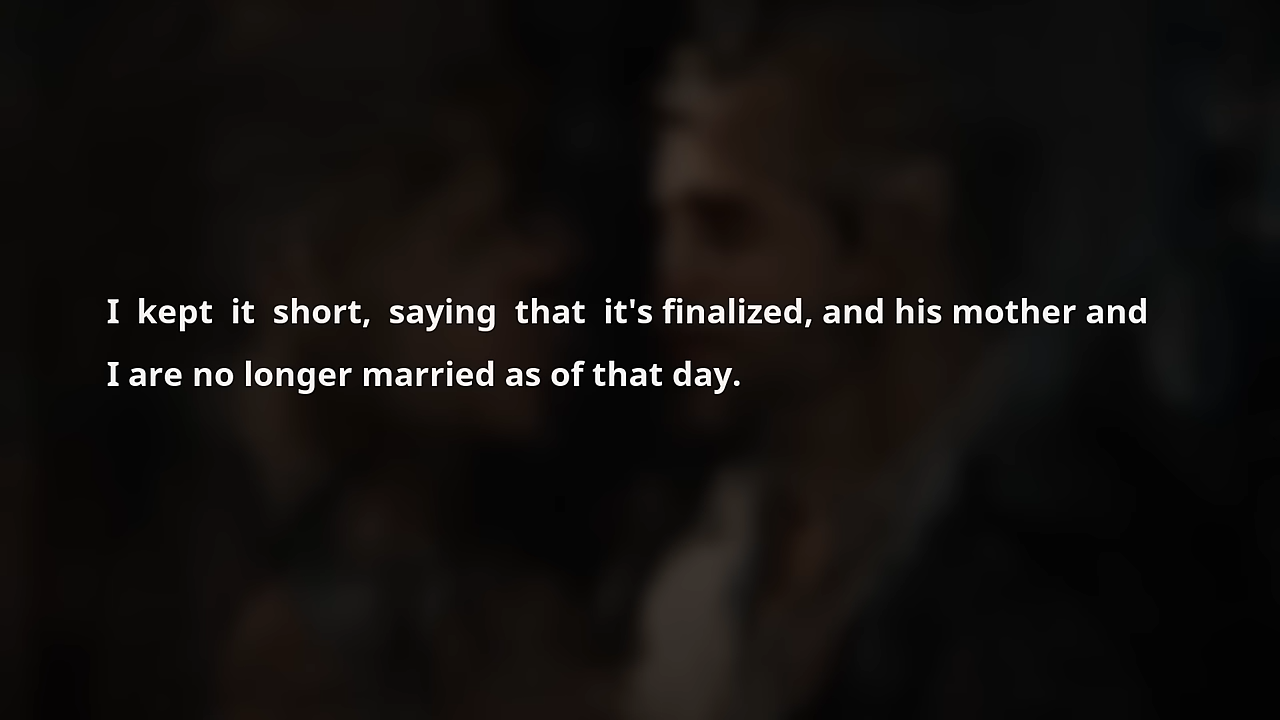 I kept it short, saying that it's finalized, and his mother and
I are no longer married as of that day.